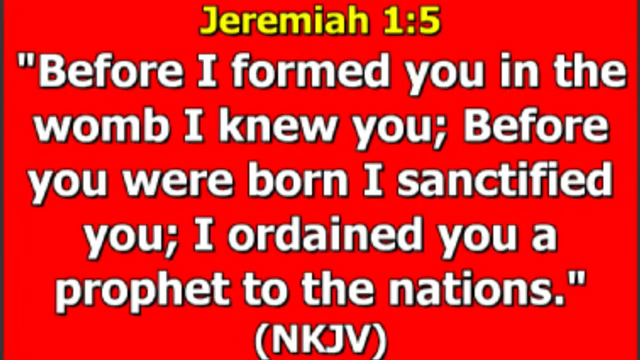 Jeremiah 1:5
"Before I formed you in the
womb I knew you; Before
you were born I sanctified
you; I ordained you a
prophet to the nations."
(NKJV)